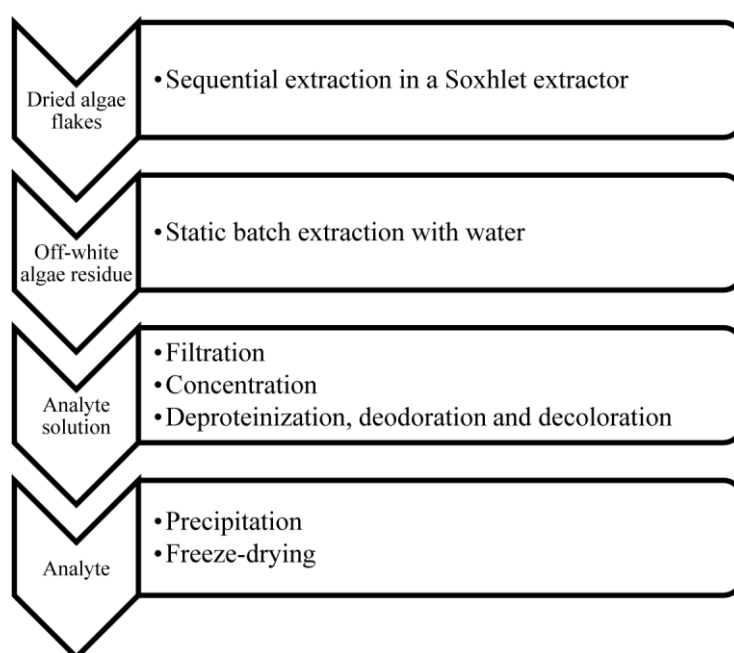 Dried algae
flakes
•Sequential extraction in a Soxhlet extractor
Off-white
algae residue
•Static batch extraction with water
Analyte
solution
•Filtration
•Concentration
•Deproteinization, deodoration and decoloration
Analyte
•Precipitation
•Freeze-drying